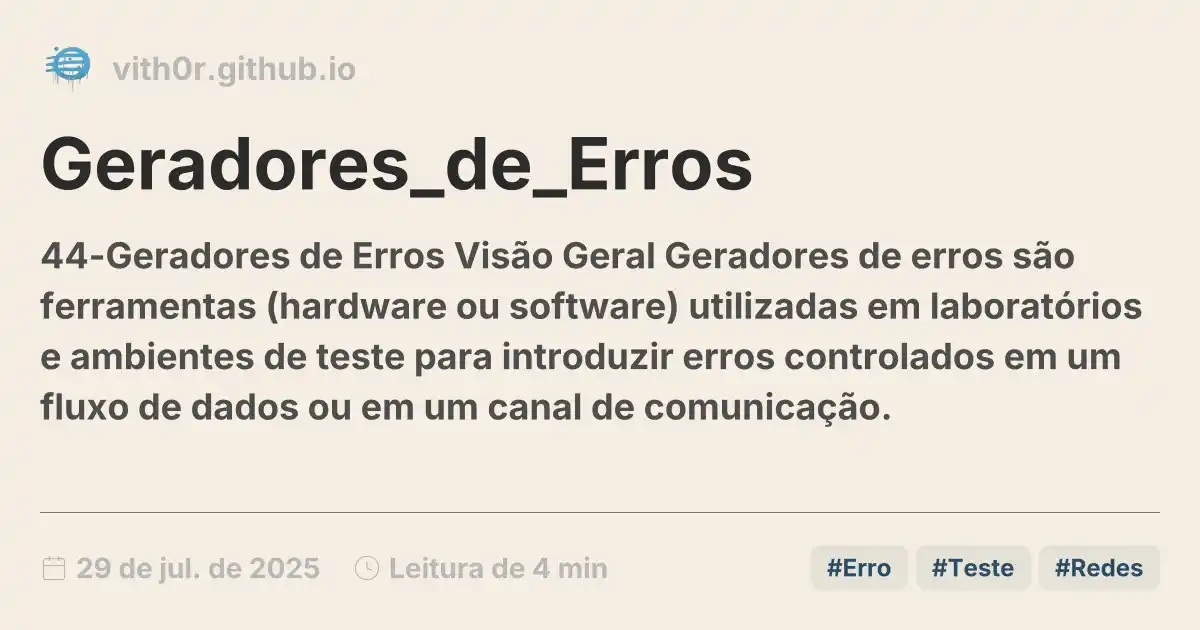 vith0r.github.io
Geradores_de_Erros
44-Geradores de Erros Visão Geral Geradores de erros são
ferramentas (hardware ou software) utilizadas em laboratórios
e ambientes de teste para introduzir erros controlados em um
fluxo de dados ou em um canal de comunicação.
29 de jul. de 2025 Leitura de 4 min #Erro #Teste #Redes